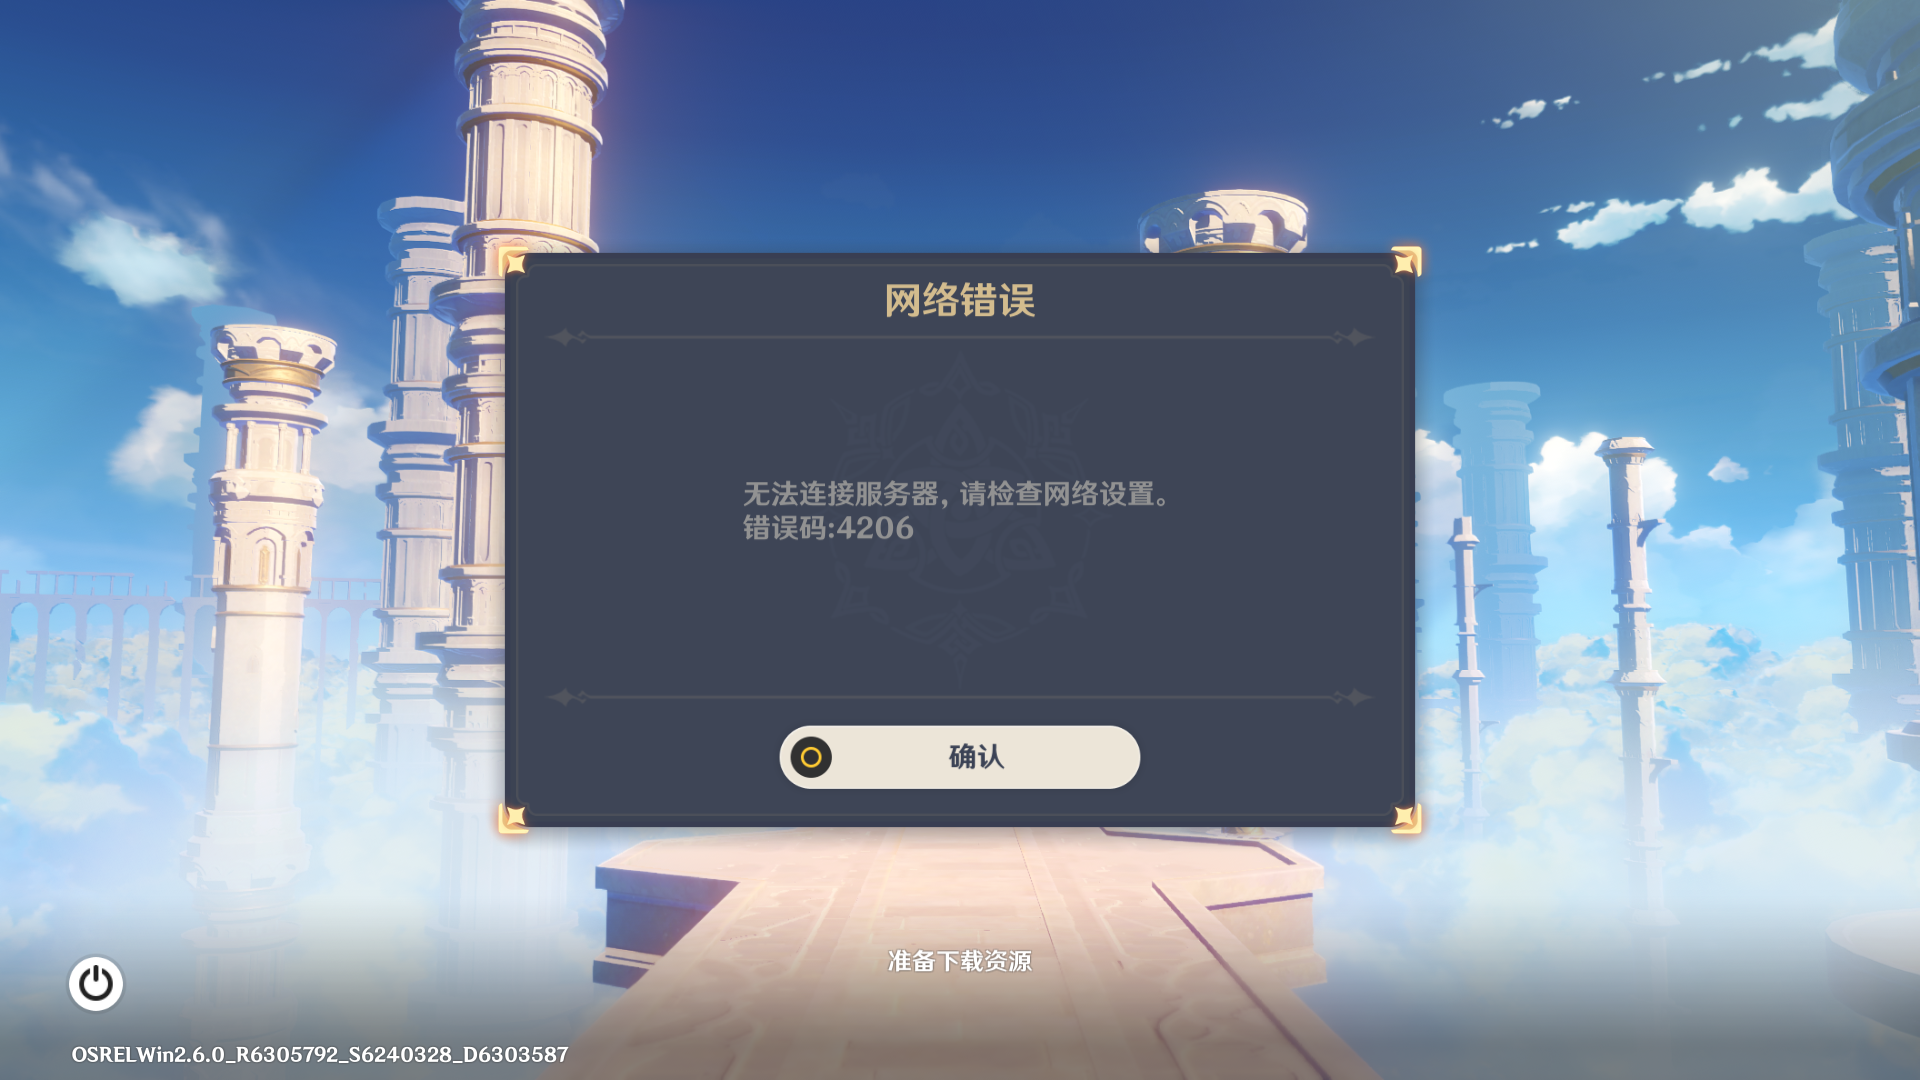 网络错误
无法连接服务器，请检查网络设置。
错误码:4206
确认
准备下载资源
OSRELWin2.6.0_R6305792_S6240328_D6303587